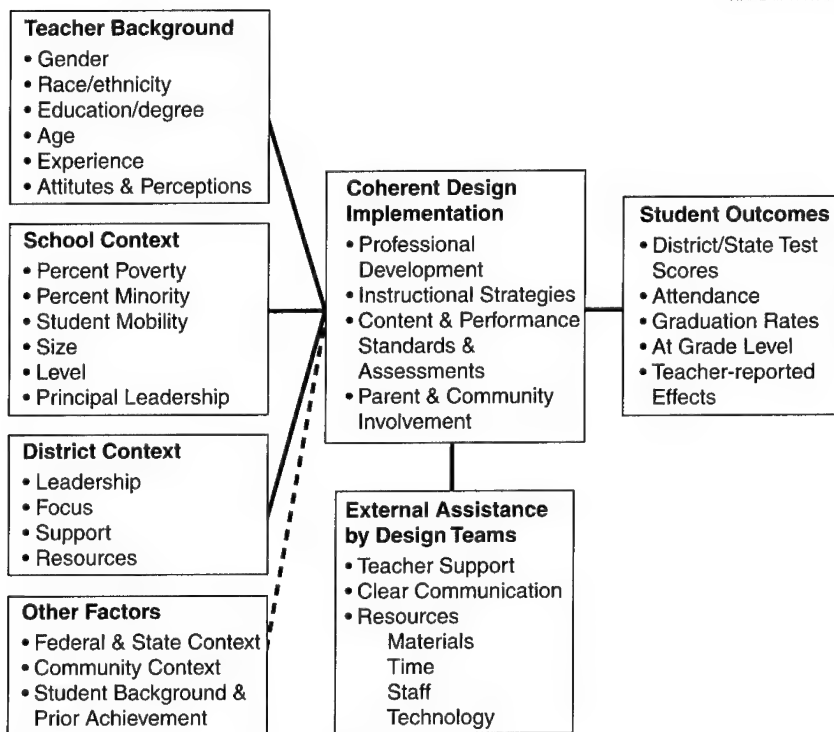 Teacher Background
• Gender
• Race/ethnicity
• Education/degree
• Age
• Experience
• Attitutes & Perceptions
School Context
• Percent Poverty
• Percent Minority
• Student Mobility
• Size
• Level
• Principal Leadership
District Context
• Leadership
• Focus
• Support
• Resources
Other Factors
• Federal & State Context
• Community Context
• Student Background &
Prior Achievement
Coherent Design
Implementation
• Professional
Development
• Instructional Strategies
• Content & Performance
Standards &
Assessments
• Parent & Community
Involvement
External Assistance
by Design Teams
• Teacher Support
• Clear Communication
• Resources
Materials
Time
Staff
Technology
Student Outcomes
• District/State Test
Scores
• Attendance
• Graduation Rates
• At Grade Level
• Teacher-reported
Effects